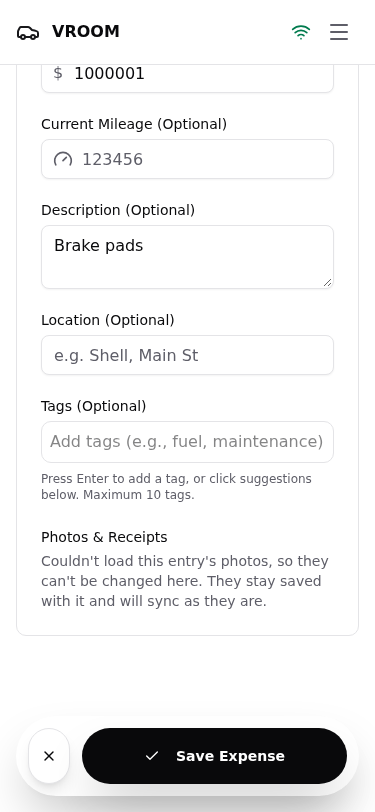 VROOM
$ 1000001
Current Mileage (Optional)
123456
Description (Optional)
Brake pads
Location (Optional)
e.g. Shell, Main St
Tags (Optional)
Add tags (e.g., fuel, maintenance)
Press Enter to add a tag, or click suggestions
below. Maximum 10 tags.
Photos & Receipts
Couldn't load this entry's photos, so they
can't be changed here. They stay saved
with it and will sync as they are.
Save Expense